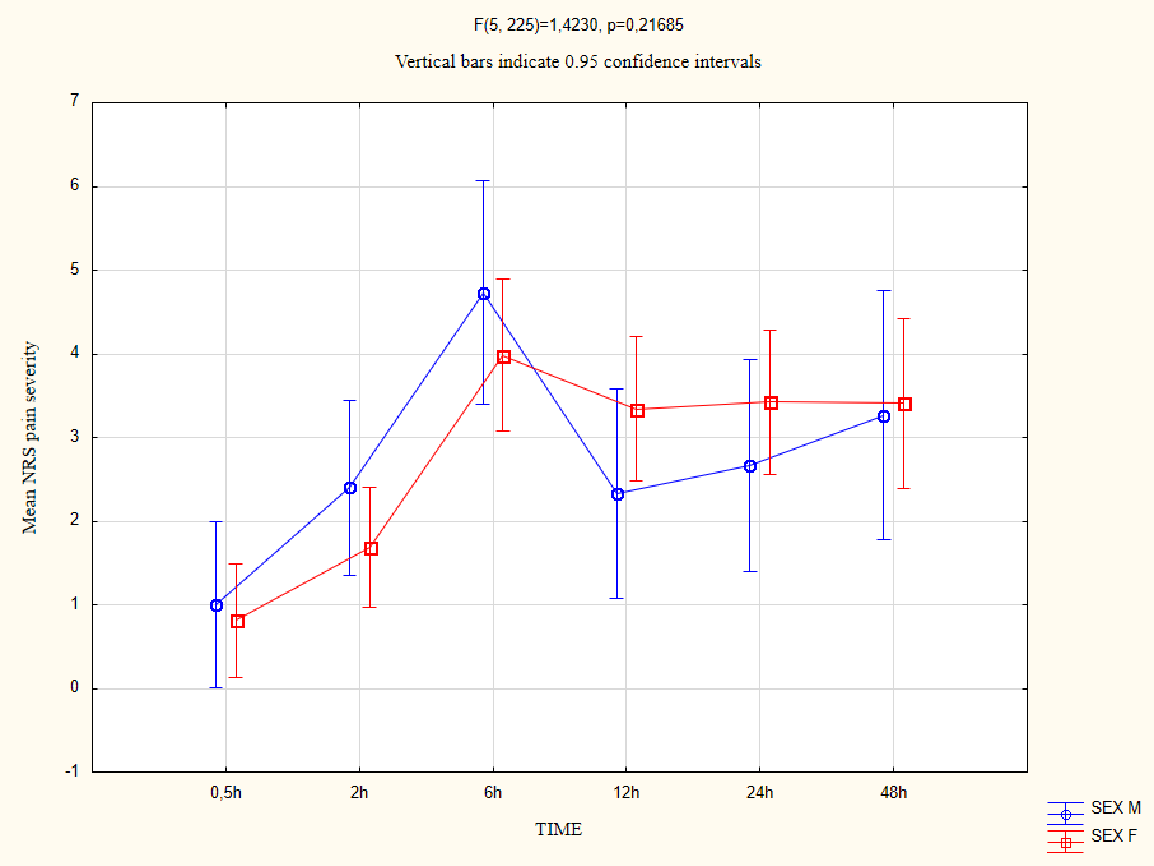 F(5, 225)=1,4230, p=0,21685
Vertical bars indicate 0.95 confidence intervals
7
6
5
4
3
2
1
0
-1
Mean NRS pain severity
0,5h 2h 6h 12h 24h 48h
TIME
SEX M
SEX F